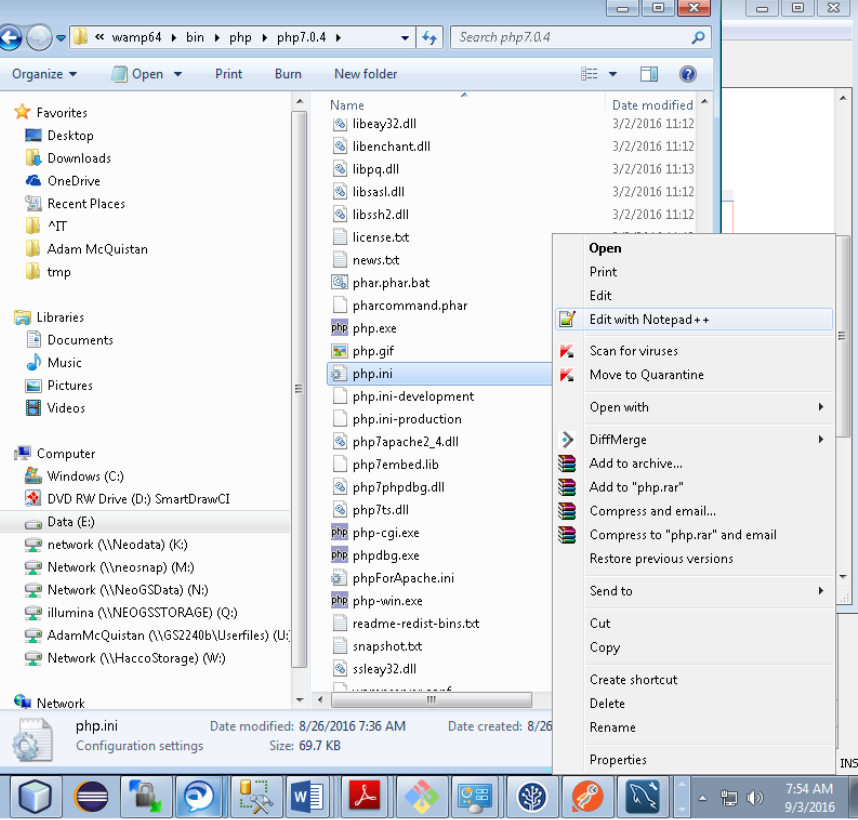 « wamp64 ▸ bin ▸ php ▸ php7.0.4 ▸
Search php7.0.4
Organize ▾ Open ▾ Print Burn New folder
Favorites
Desktop
Downloads
OneDrive
Recent Places
^IT
Adam McQuistan
tmp
Libraries
Documents
Music
Pictures
Videos
Computer
Windows (C:)
DVD RW Drive (D:) SmartDrawCI
Data (E:)
network (\\Neodata) (K:)
Network (\\neosnap) (M:)
Network (\\NeoGSData) (N:)
illumina (\\NEOGSSTORAGE) (Q:)
AdamMcQuistan (\\GS2240b\Userfiles) (U:)
Network (\\HaccoStorage) (W:)
Network
Name Date modified
libeay32.dll 3/2/2016 11:12
libenchant.dll 3/2/2016 11:12
libpq.dll 3/2/2016 11:13
libsasl.dll 3/2/2016 11:12
libssh2.dll 3/2/2016 11:12
license.txt
news.txt
phar.phar.bat
pharcommand.phar
php.exe
php.gif
php.ini
php.ini-development
php.ini-production
php7apache2_4.dll
php7embed.lib
php7phpdbg.dll
php7ts.dll
php-cgi.exe
phpdbg.exe
phpForApache.ini
php-win.exe
readme-redist-bins.txt
snapshot.txt
ssleay32.dll
Open
Print
Edit
Edit with Notepad++
Scan for viruses
Move to Quarantine
Open with
DiffMerge
Add to archive...
Add to "php.rar"
Compress and email...
Compress to "php.rar" and email
Restore previous versions
Send to
Cut
Copy
Create shortcut
Delete
Rename
Properties
php.ini Date modified: 8/26/2016 7:36 AM Date created: 8/26
Configuration settings Size: 69.7 KB
INS
7:54 AM
9/3/2016